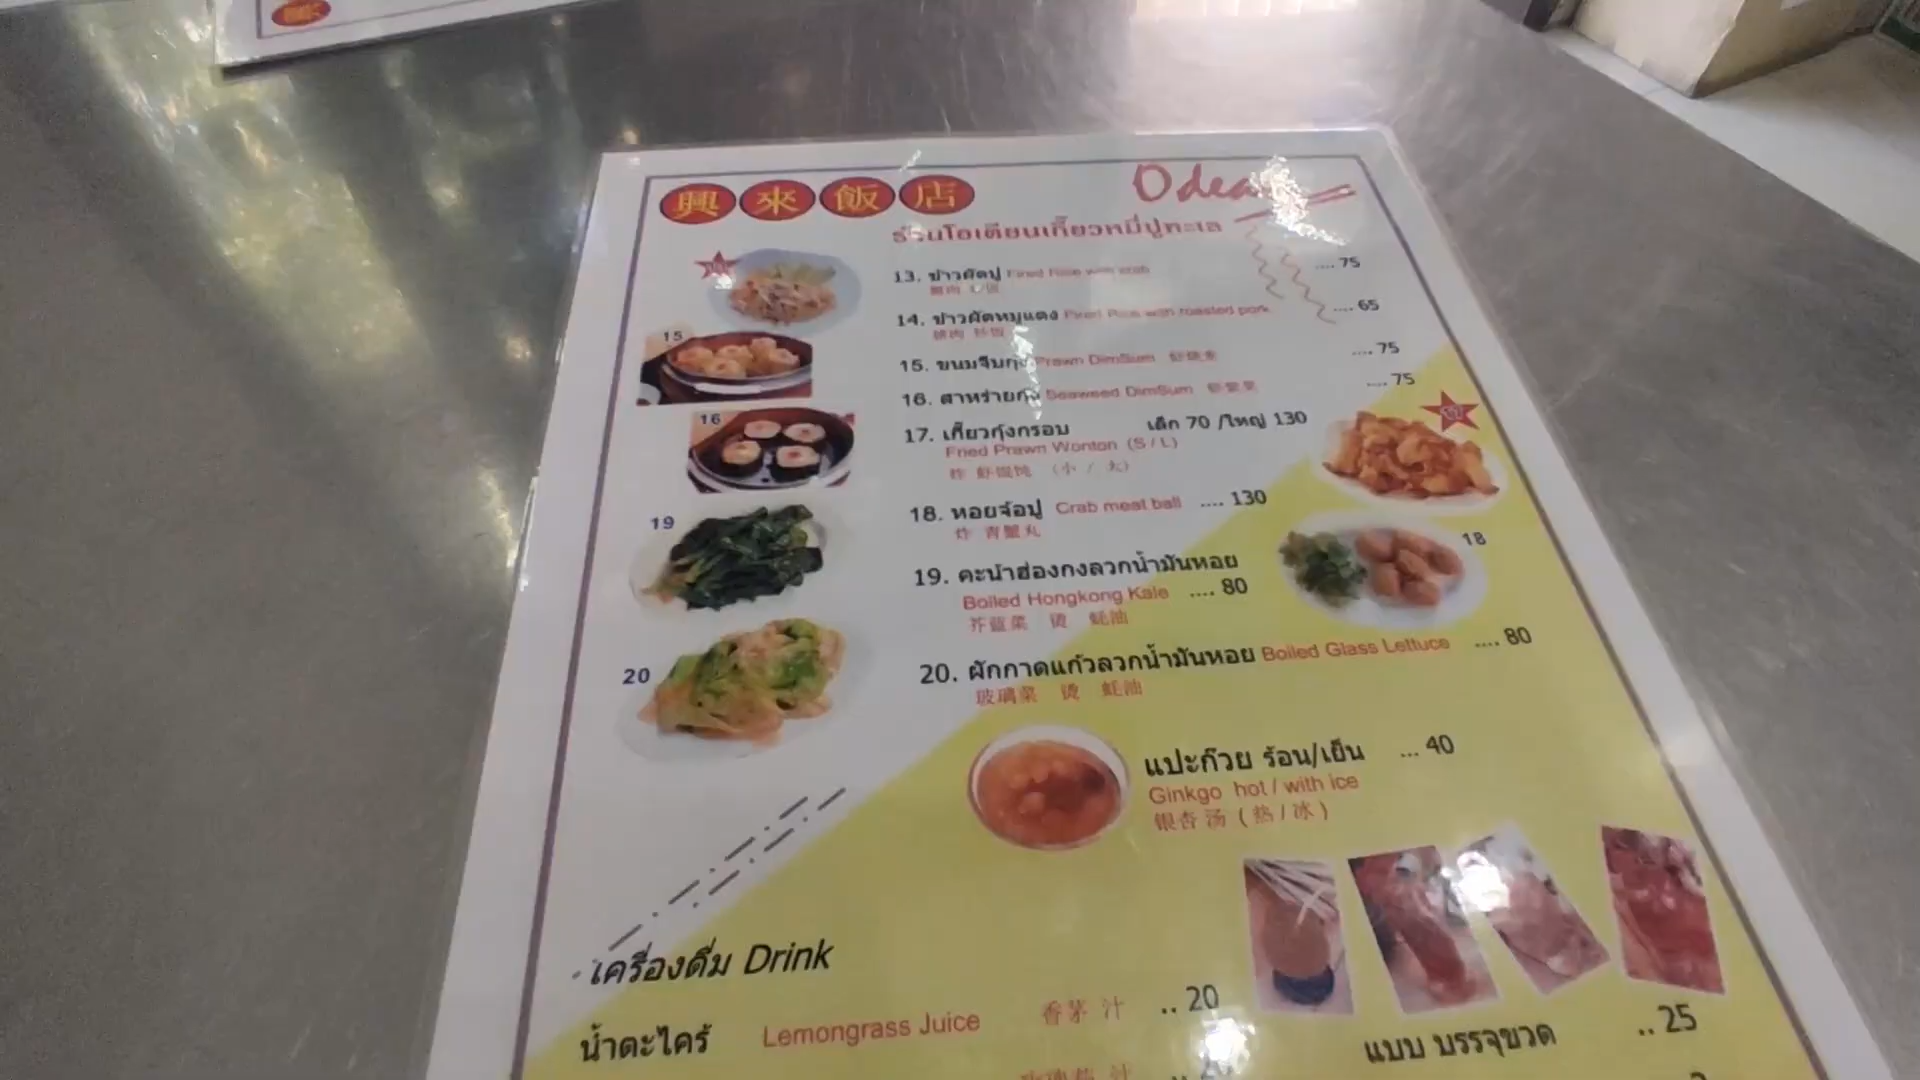 興來飯店
Odean
ร้านโอเดียนเกี๊ยวหมี่ปูทะเล
13. ข้าวผัดปู Fired Rice with crab .... 75
蟹肉 炒饭
14. ข้าวผัดหมูแดง Fired Rice with roasted pork .... 65
炒饭
15
15. ขนมจีบกุ้ง Prawn DimSum .... 75
16. สาหร่ายกุ้ง Seaweed DimSum .... 75
16
17. เกี๊ยวกุ้งกรอบ เล็ก 70 /ใหญ่ 130
17
Fried Prawn Wonton (S / L)
炸 虾馄饨 (小 / 大)
18. หอยจ้อปู Crab meat ball .... 130
炸 青蟹丸
18
19
19. คะน้าฮ่องกงลวกน้ำมันหอย
Boiled Hongkong Kale .... 80
芥蓝菜 烫 蚝油
20
20. ผักกาดแก้วลวกน้ำมันหอย Boiled Glass Lettuce .... 80
玻璃菜 烫 蚝油
แปะก๊วย ร้อน/เย็น ... 40
Ginkgo hot / with ice
银杏汤 (热 / 冰)
เครื่องดื่ม Drink
น้ำตะไคร้ Lemongrass Juice 香茅 汁 .. 20
แบบ บรรจุขวด .. 25